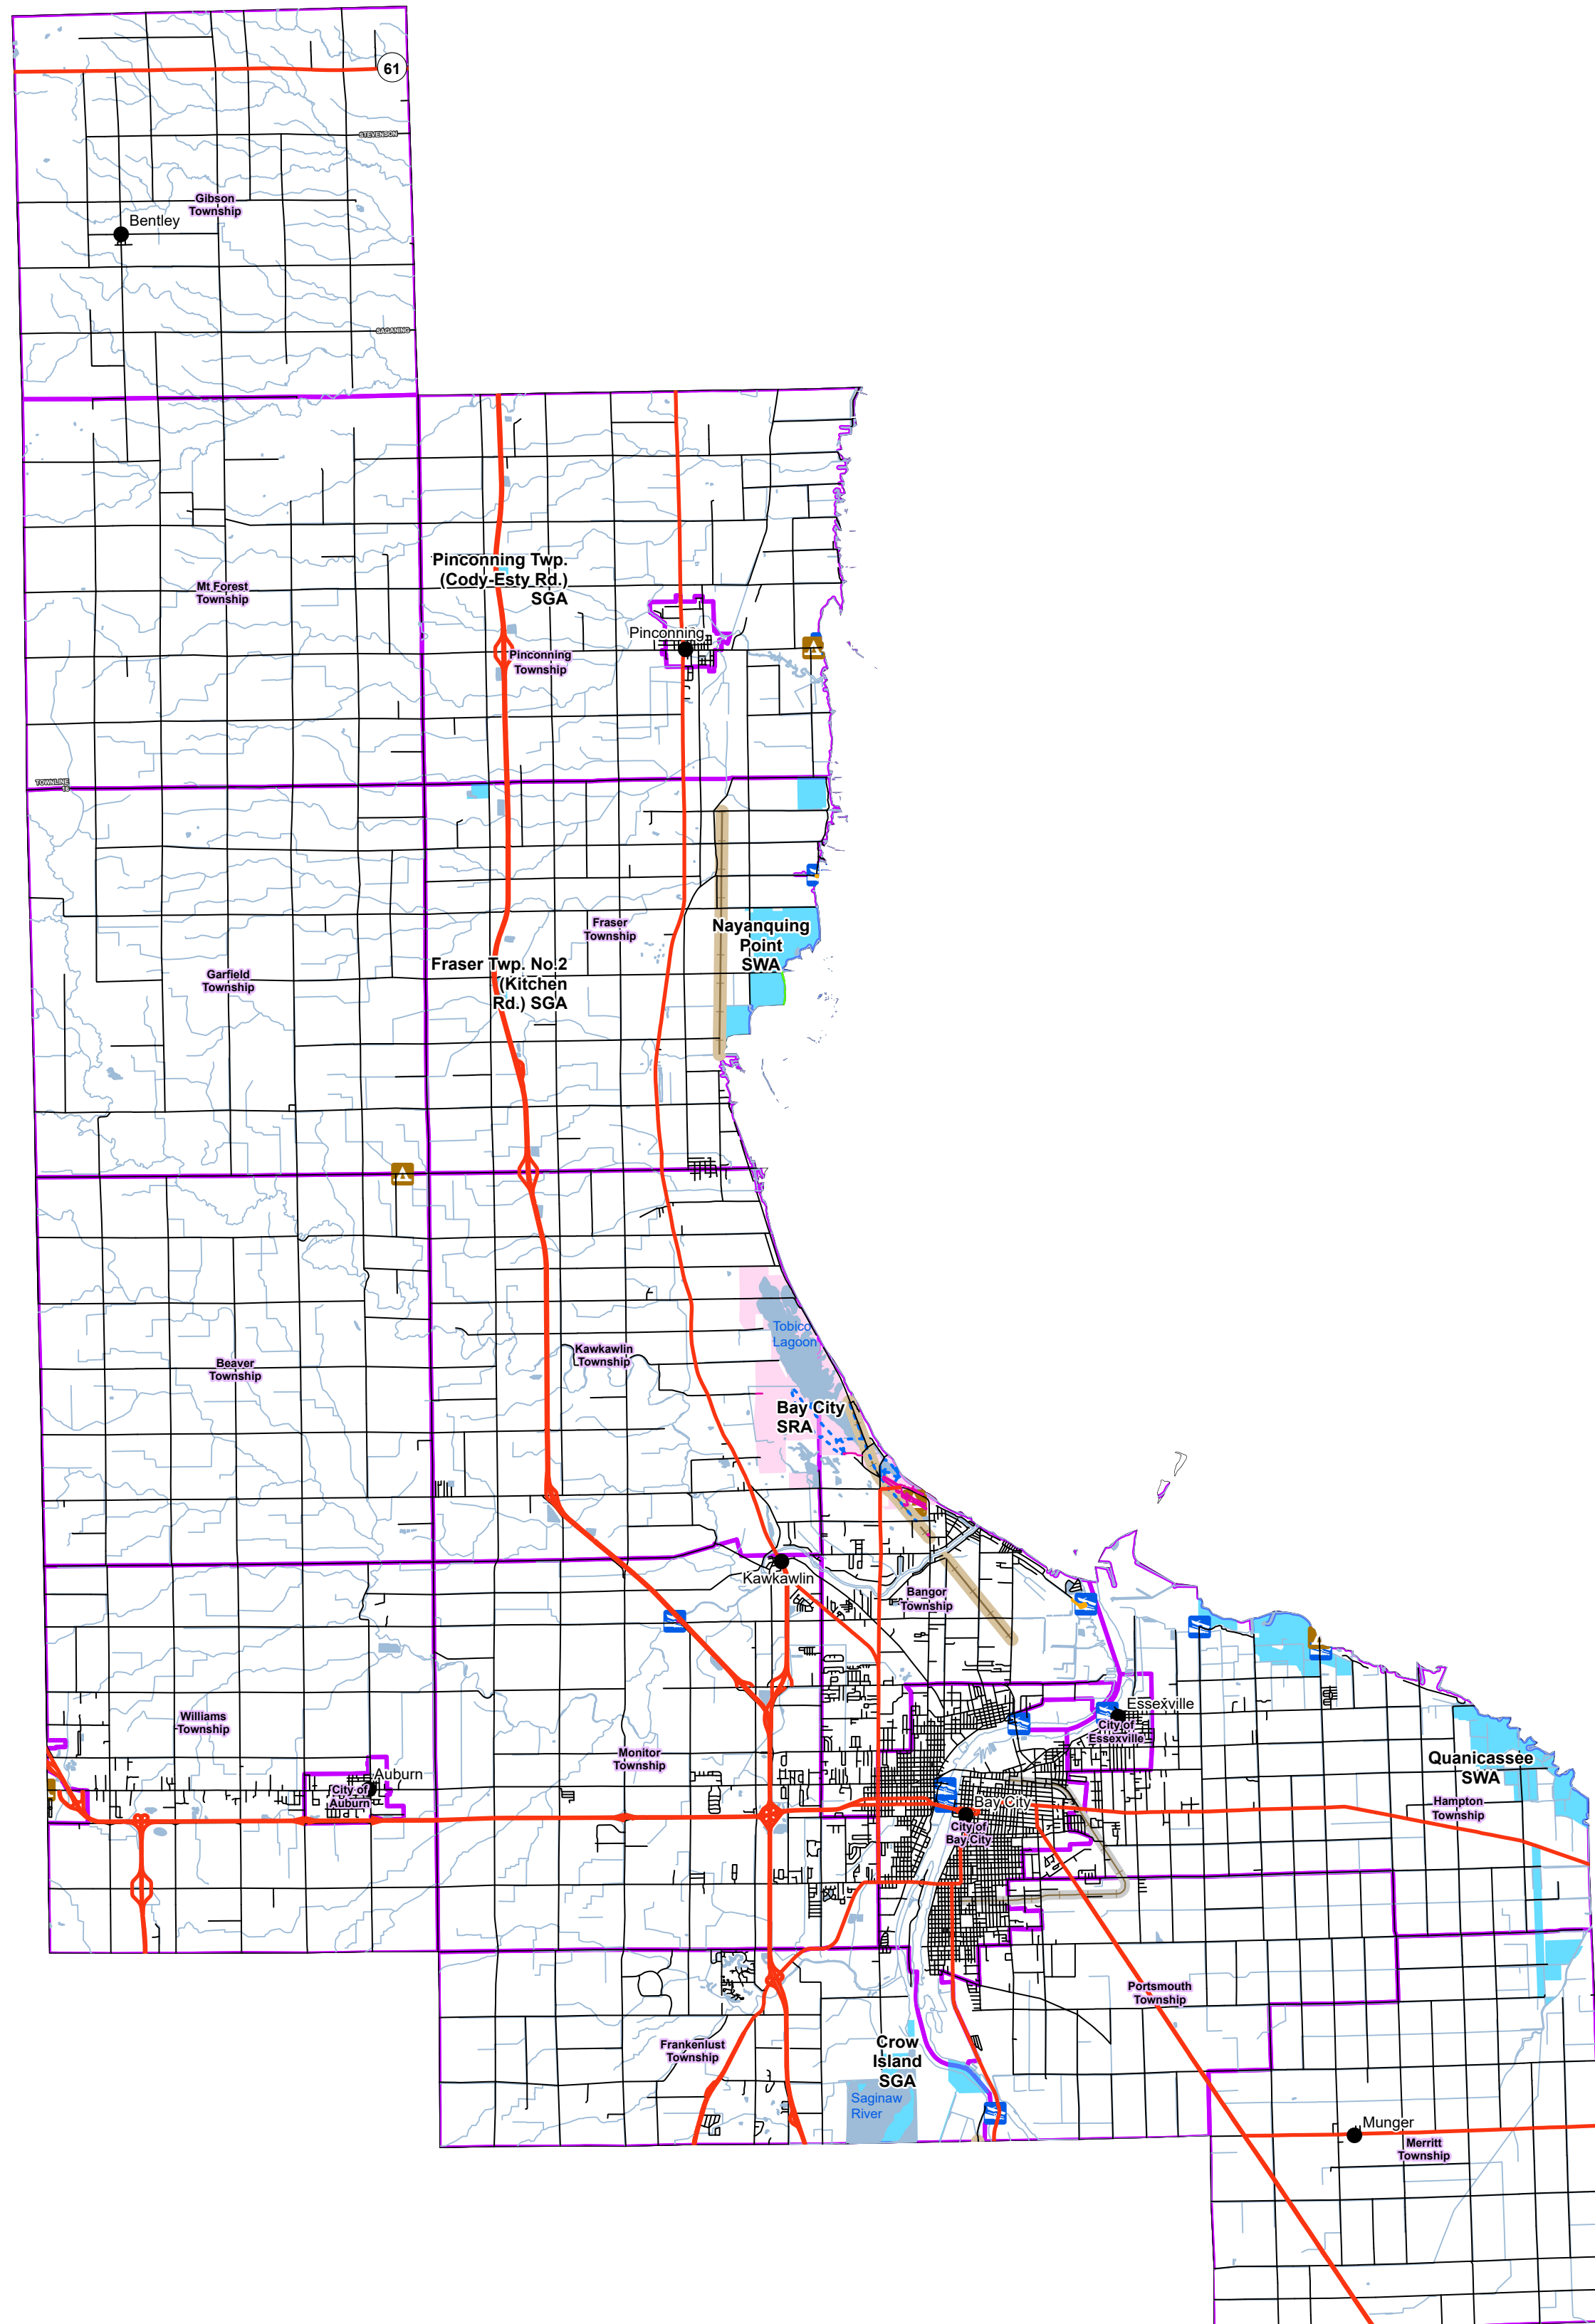 61
STEVENSON
Gibson
Township
Bentley
SAGANING
Pinconning Twp.
(Cody-Esty Rd.)
SGA
Mt Forest
Township
Pinconning
Pinconning
Township
TOWNLINE
16
Fraser
Township
Nayanquing
Point
SWA
Fraser Twp. No.2
(Kitchen
Rd.) SGA
Garfield
Township
Tobico
Lagoon
Kawkawlin
Township
Beaver
Township
Bay City
SRA
Kawkawlin
Bangor
Township
Essexville
City of
Essexville
Williams
Township
Monitor
Township
Quanicassee
SWA
Auburn
City of
Auburn
Bay City
City of
Bay City
Hampton
Township
Portsmouth
Township
Crow
Island
SGA
Frankenlust
Township
Saginaw
River
Munger
Merritt
Township